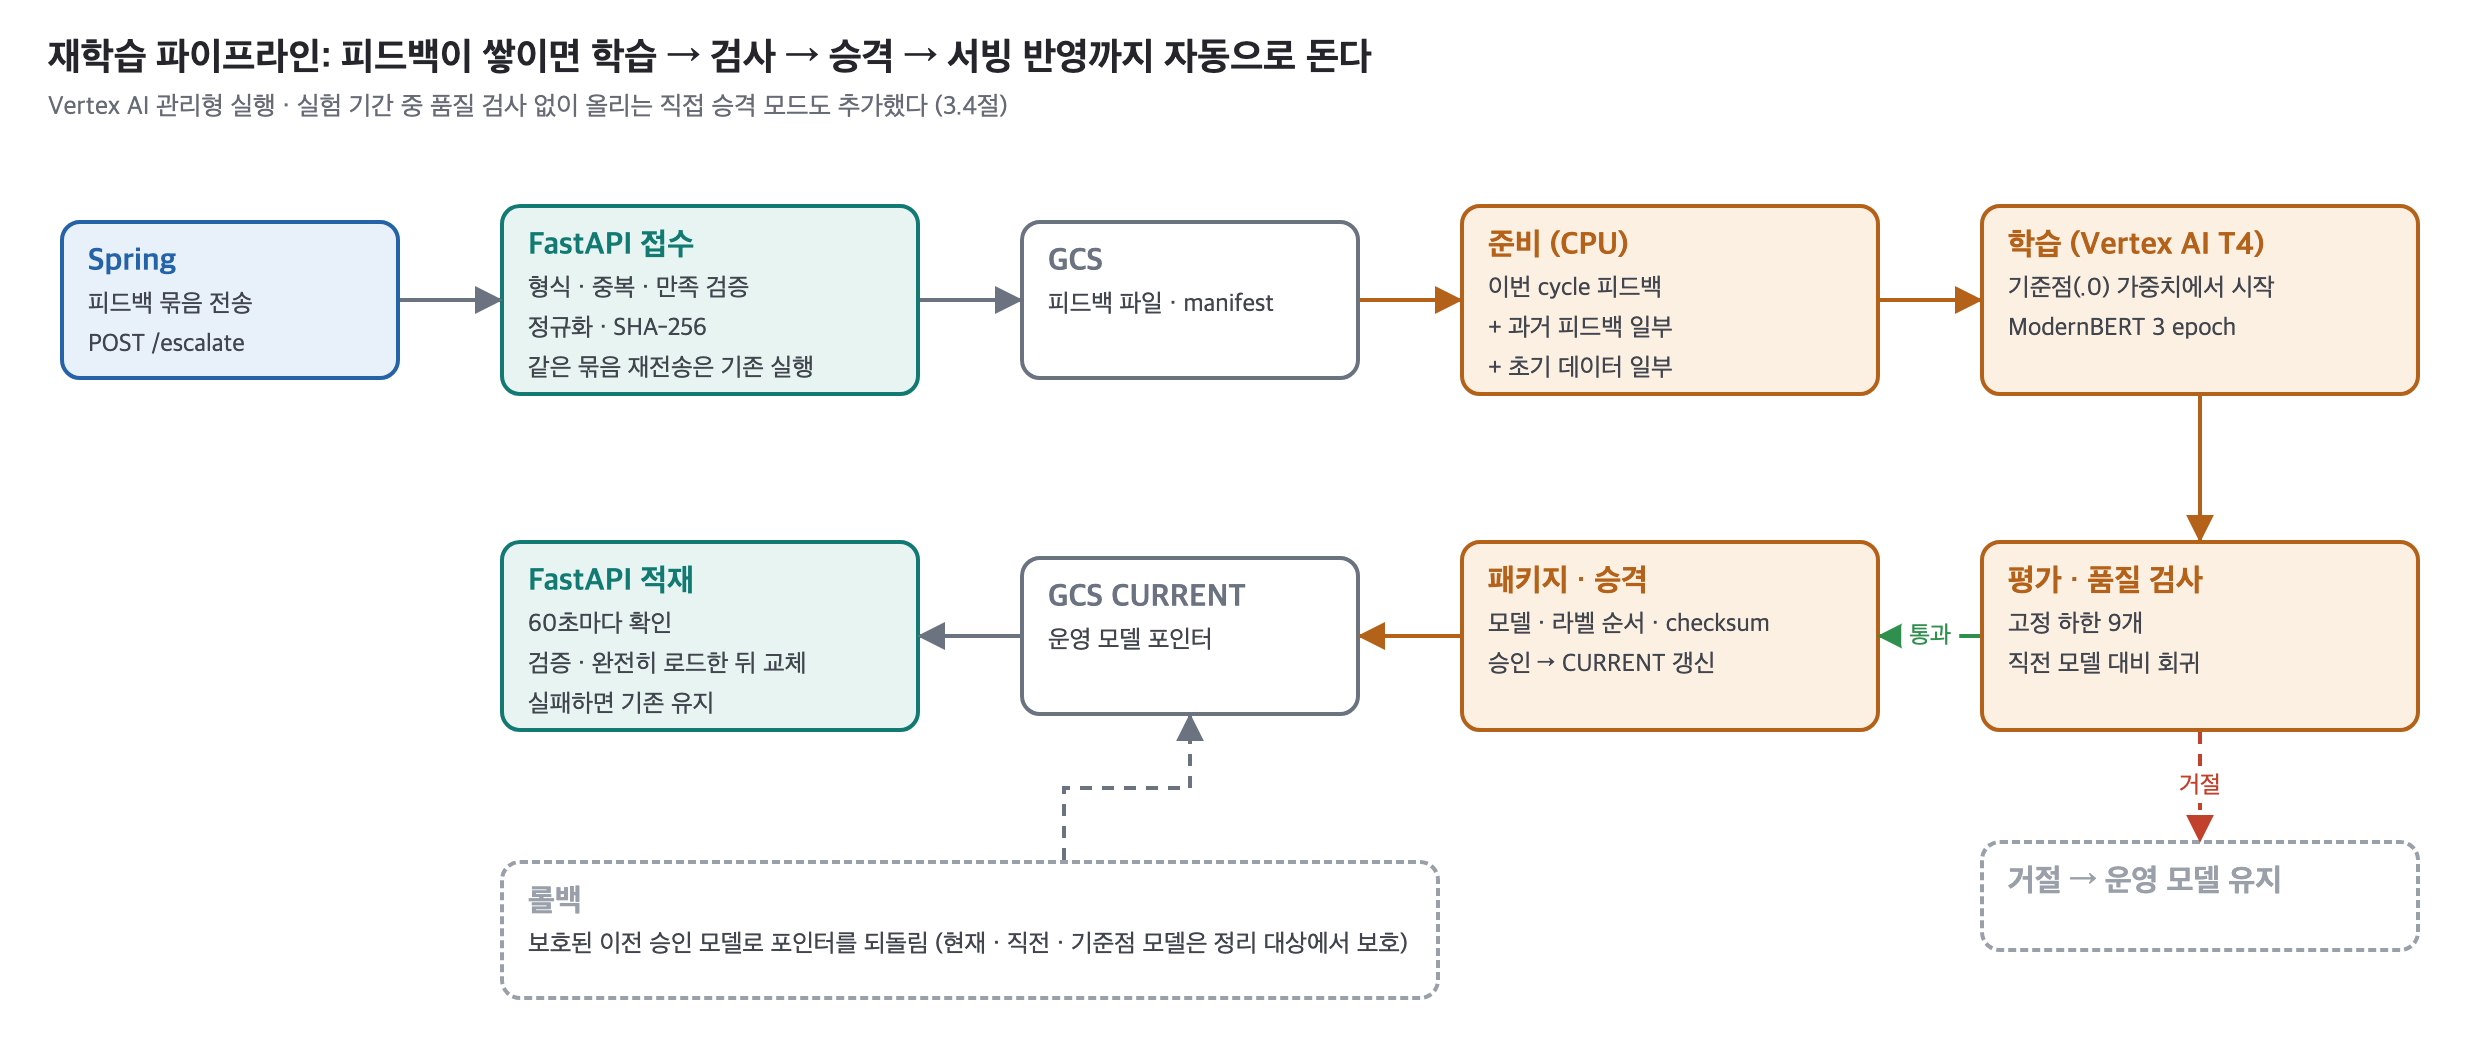 재학습 파이프라인: 피드백이 쌓이면 학습 → 검사 → 승격 → 서빙 반영까지 자동으로 돈다
Vertex AI 관리형 실행 · 실험 기간 중 품질 검사 없이 올리는 직접 승격 모드도 추가했다 (3.4절)
Spring
피드백 묶음 전송
POST /escalate
FastAPI 접수
형식 · 중복 · 만족 검증
정규화 · SHA-256
같은 묶음 재전송은 기존 실행
GCS
피드백 파일 · manifest
준비 (CPU)
이번 cycle 피드백
+ 과거 피드백 일부
+ 초기 데이터 일부
학습 (Vertex AI T4)
기준점(.0) 가중치에서 시작
ModernBERT 3 epoch
FastAPI 적재
60초마다 확인
검증 · 완전히 로드한 뒤 교체
실패하면 기존 유지
GCS CURRENT
운영 모델 포인터
패키지 · 승격
모델 · 라벨 순서 · checksum
승인 → CURRENT 갱신
통과
평가 · 품질 검사
고정 하한 9개
직전 모델 대비 회귀
거절
롤백
보호된 이전 승인 모델로 포인터를 되돌림 (현재 · 직전 · 기준점 모델은 정리 대상에서 보호)
거절 → 운영 모델 유지